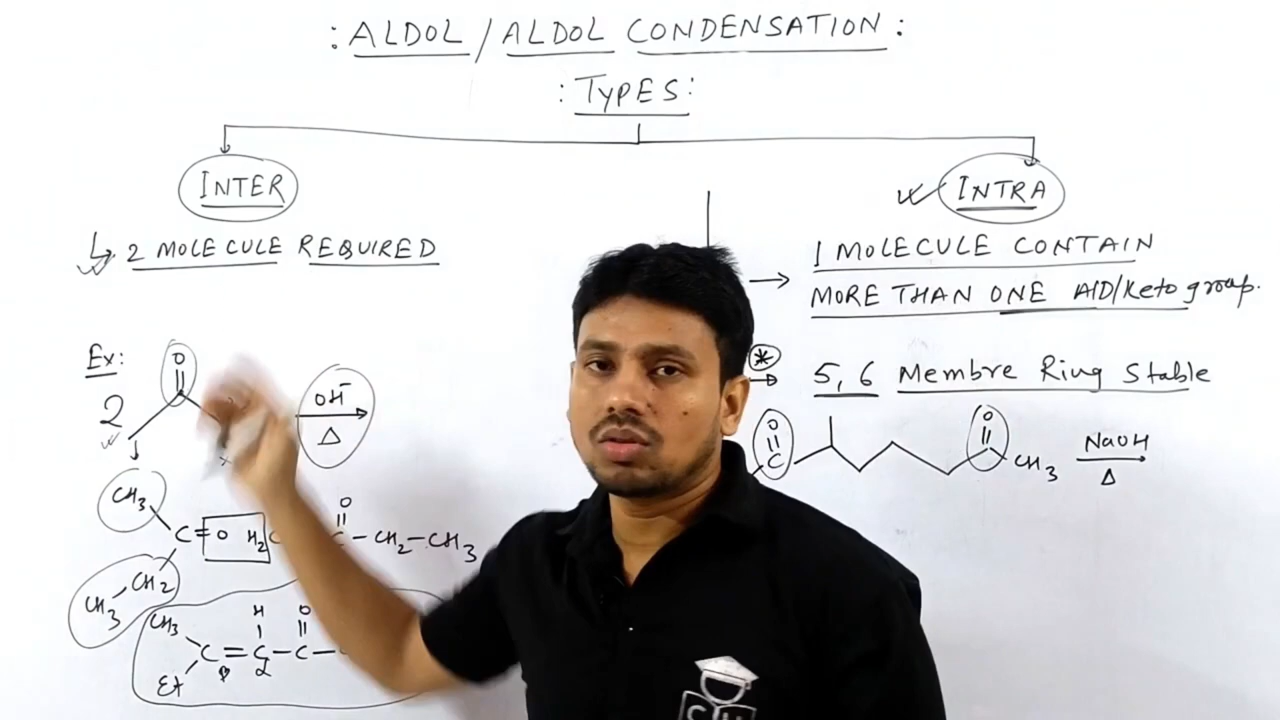 : ALDOL / ALDOL CONDENSATION :
: TYPES :
INTER
INTRA
2 MOLECULE REQUIRED
1 MOLECULE CONTAIN
MORE THAN ONE AlD/Keto group.
5, 6 Membre Ring Stable
Ex:
2
O
OH⁻
Δ
O
C
O
CH3
NaOH
Δ
CH3
C=O H2
CH3 CH2
O
C-CH2-CH3
CH3
H
O
C=C-C-
β α
Et